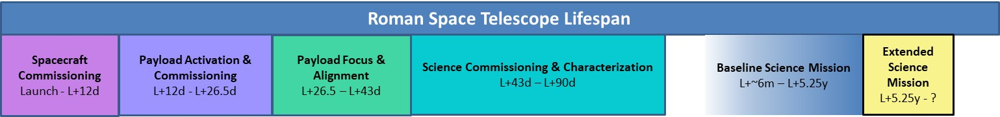 Roman Space Telescope Lifespan
Spacecraft
Commissioning
Launch - L+12d
Payload Activation &
Commissioning
L+12d - L+26.5d
Payload Focus &
Alignment
L+26.5 – L+43d
Science Commissioning & Characterization
L+43d – L+90d
Baseline Science Mission
L+~6m – L+5.25y
Extended
Science
Mission
L+5.25y - ?